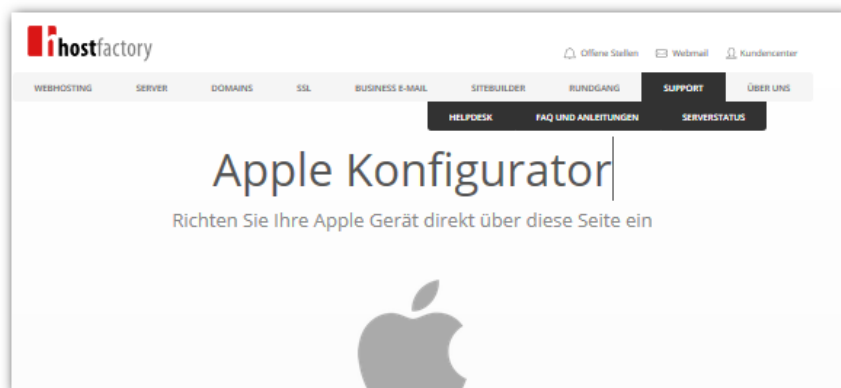 hostfactory
Offene Stellen Webmail Kundencenter
WEBHOSTING SERVER DOMAINS SSL BUSINESS E-MAIL SITEBUILDER RUNDGANG SUPPORT ÜBER UNS
HELPDESK FAQ UND ANLEITUNGEN SERVERSTATUS
Apple Konfigurator
Richten Sie Ihre Apple Gerät direkt über diese Seite ein